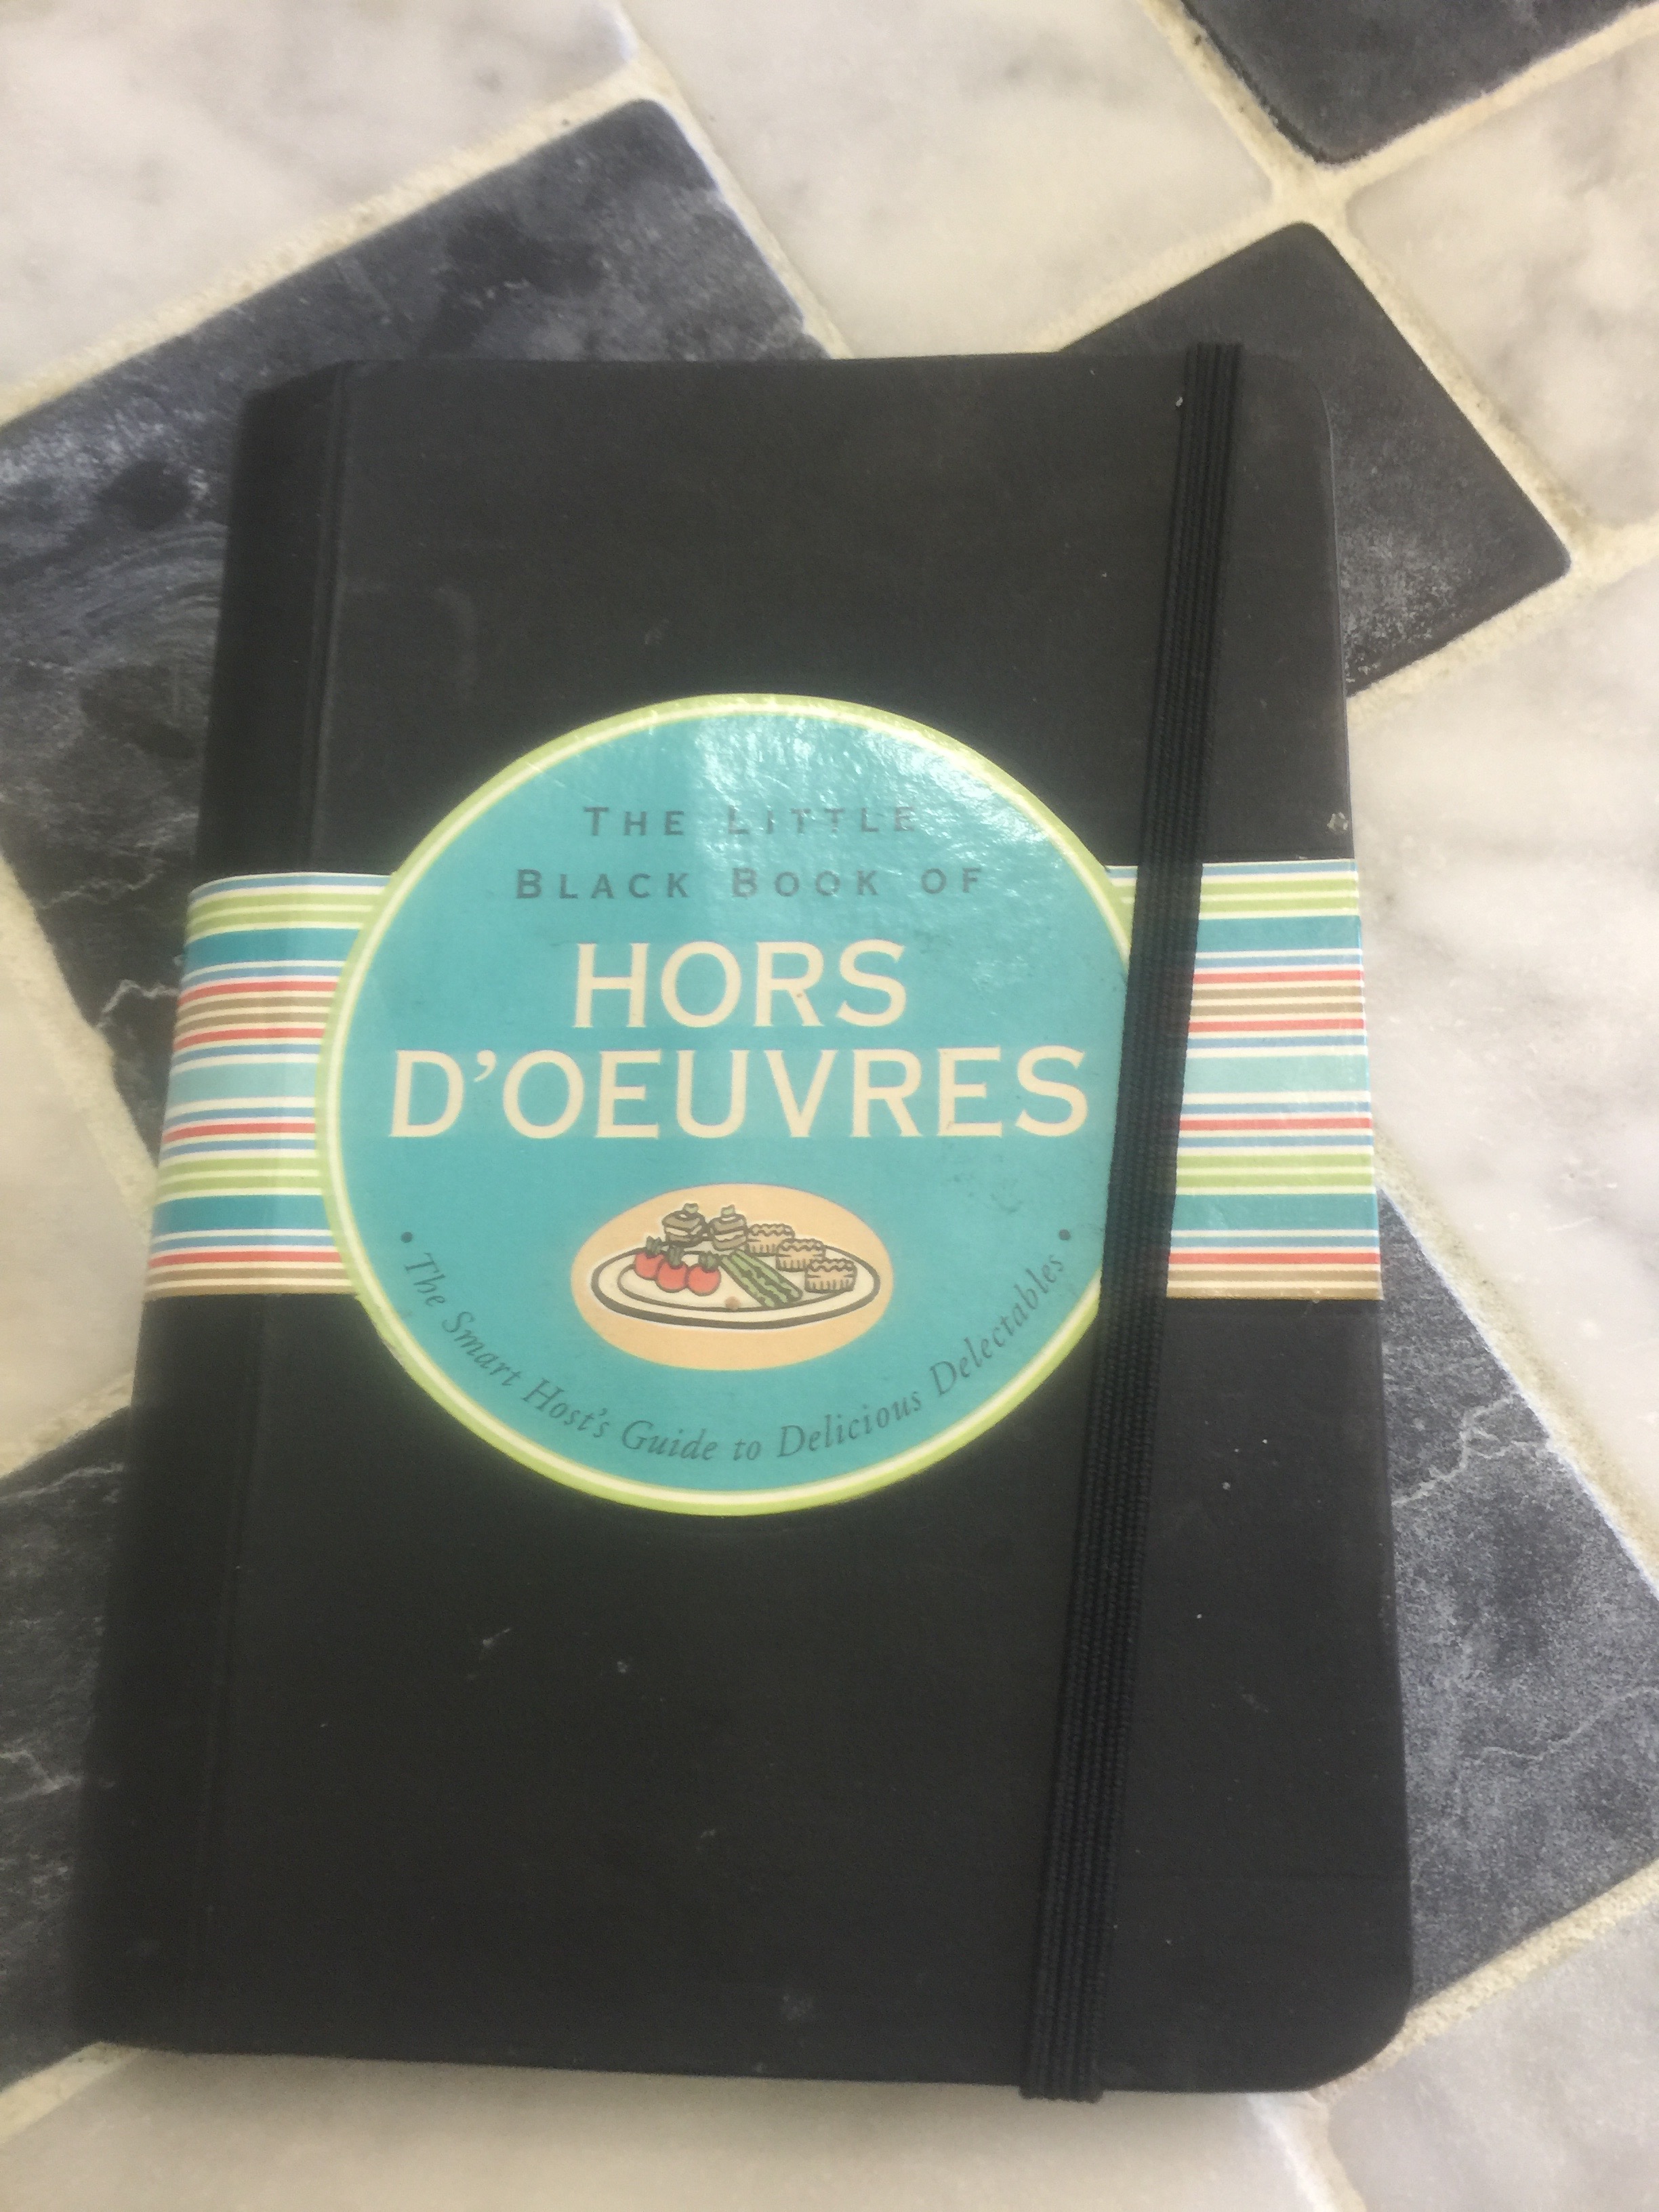 THE LITTLE
BLACK BOOK OF
HORS
D'OEUVRES
• The Smart Host's Guide to Delicious Delectables •